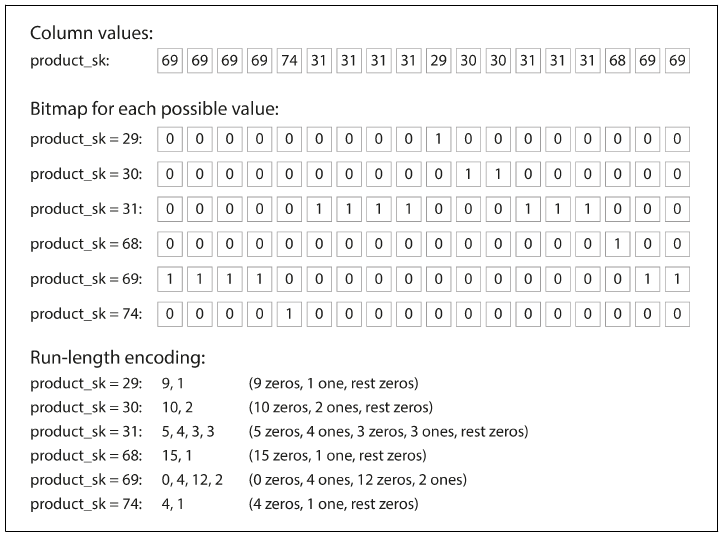 Column values:
product_sk: 69 69 69 69 74 31 31 31 31 29 30 30 31 31 31 68 69 69
Bitmap for each possible value:
product_sk = 29: 0 0 0 0 0 0 0 0 0 1 0 0 0 0 0 0 0 0
product_sk = 30: 0 0 0 0 0 0 0 0 0 0 1 1 0 0 0 0 0 0
product_sk = 31: 0 0 0 0 0 1 1 1 1 0 0 0 1 1 1 0 0 0
product_sk = 68: 0 0 0 0 0 0 0 0 0 0 0 0 0 0 0 1 0 0
product_sk = 69: 1 1 1 1 0 0 0 0 0 0 0 0 0 0 0 0 1 1
product_sk = 74: 0 0 0 0 1 0 0 0 0 0 0 0 0 0 0 0 0 0
Run-length encoding:
product_sk = 29: 9, 1 (9 zeros, 1 one, rest zeros)
product_sk = 30: 10, 2 (10 zeros, 2 ones, rest zeros)
product_sk = 31: 5, 4, 3, 3 (5 zeros, 4 ones, 3 zeros, 3 ones, rest zeros)
product_sk = 68: 15, 1 (15 zeros, 1 one, rest zeros)
product_sk = 69: 0, 4, 12, 2 (0 zeros, 4 ones, 12 zeros, 2 ones)
product_sk = 74: 4, 1 (4 zeros, 1 one, rest zeros)